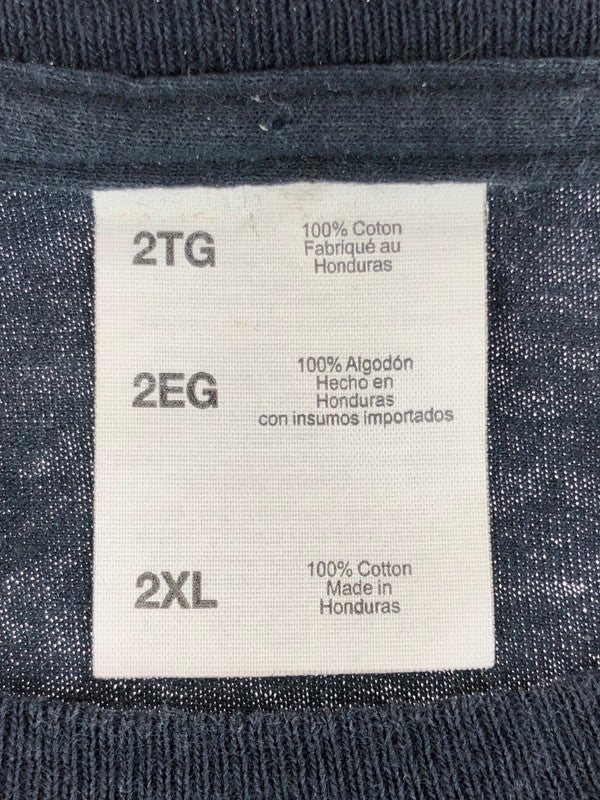 2TG
100% Coton
Fabriqué au
Honduras
2EG
100% Algodón
Hecho en
Honduras
con insumos importados
2XL
100% Cotton
Made in
Honduras